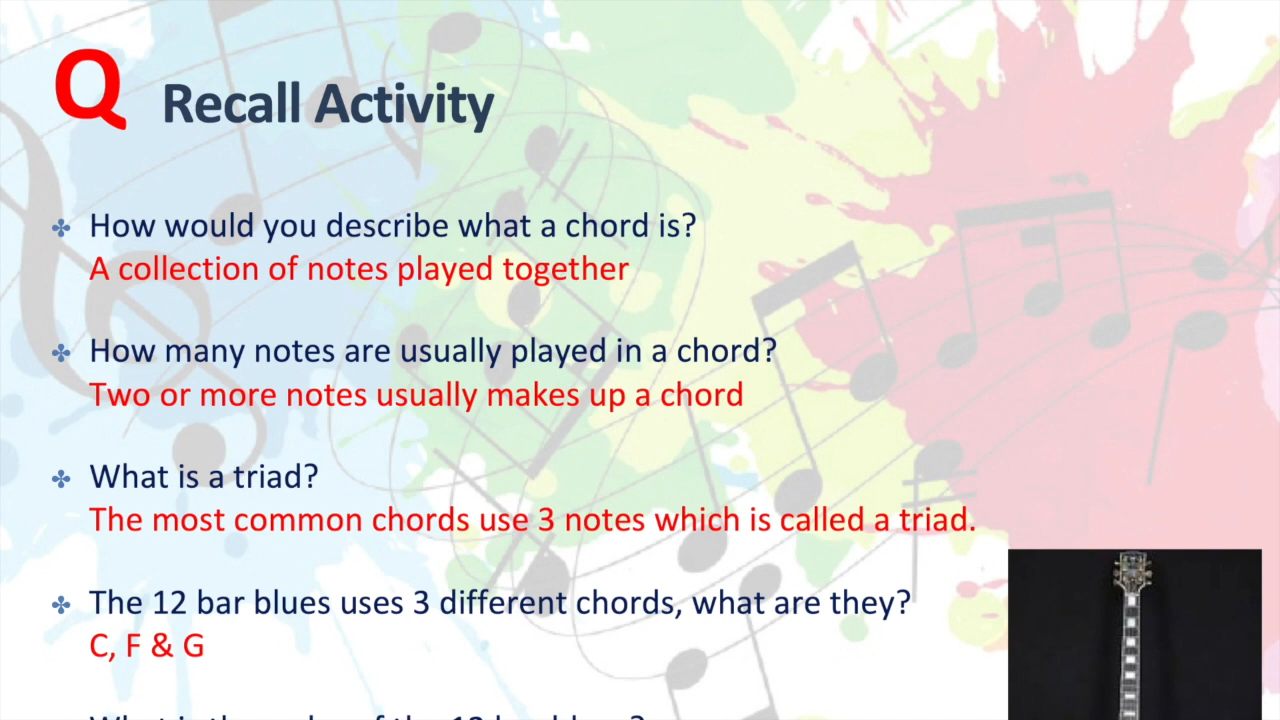 Q Recall Activity
How would you describe what a chord is?
A collection of notes played together
How many notes are usually played in a chord?
Two or more notes usually makes up a chord
What is a triad?
The most common chords use 3 notes which is called a triad.
The 12 bar blues uses 3 different chords, what are they?
C, F & G